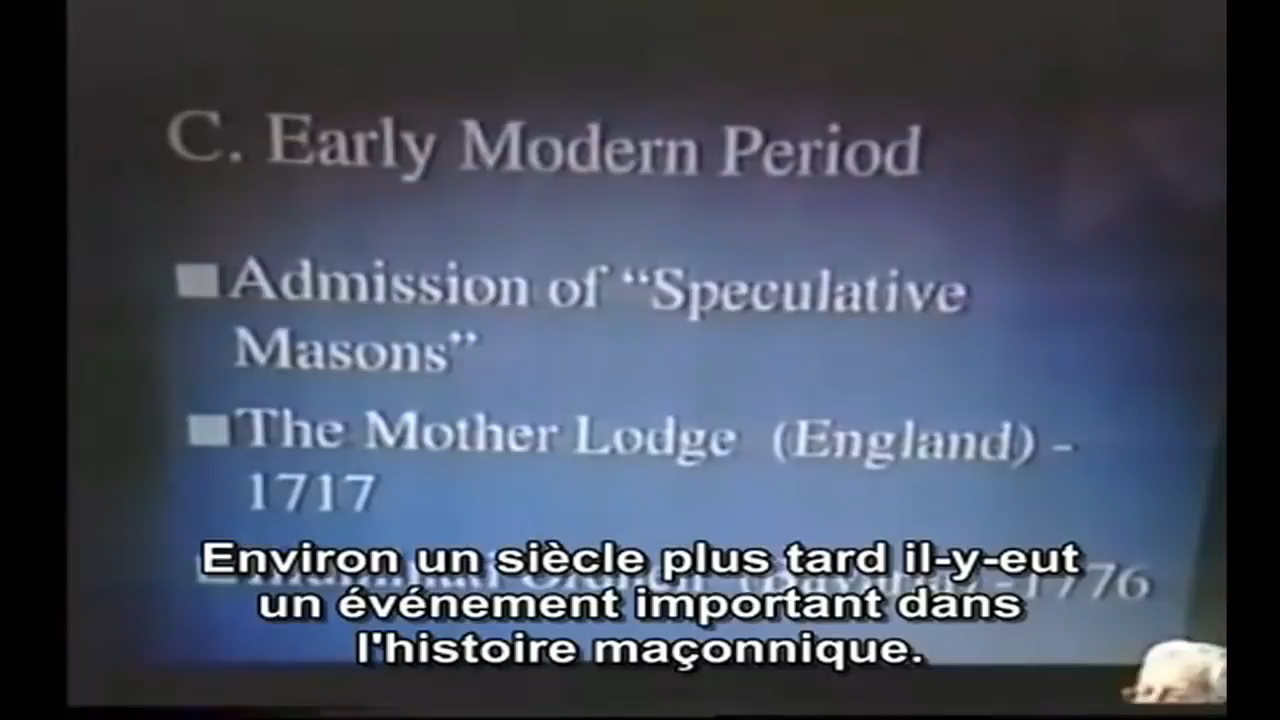 C. Early Modern Period
Admission of “Speculative
Masons”
The Mother Lodge (England) -
1717
1776
Environ un siècle plus tard il-y-eut
un événement important dans
l'histoire maçonnique.